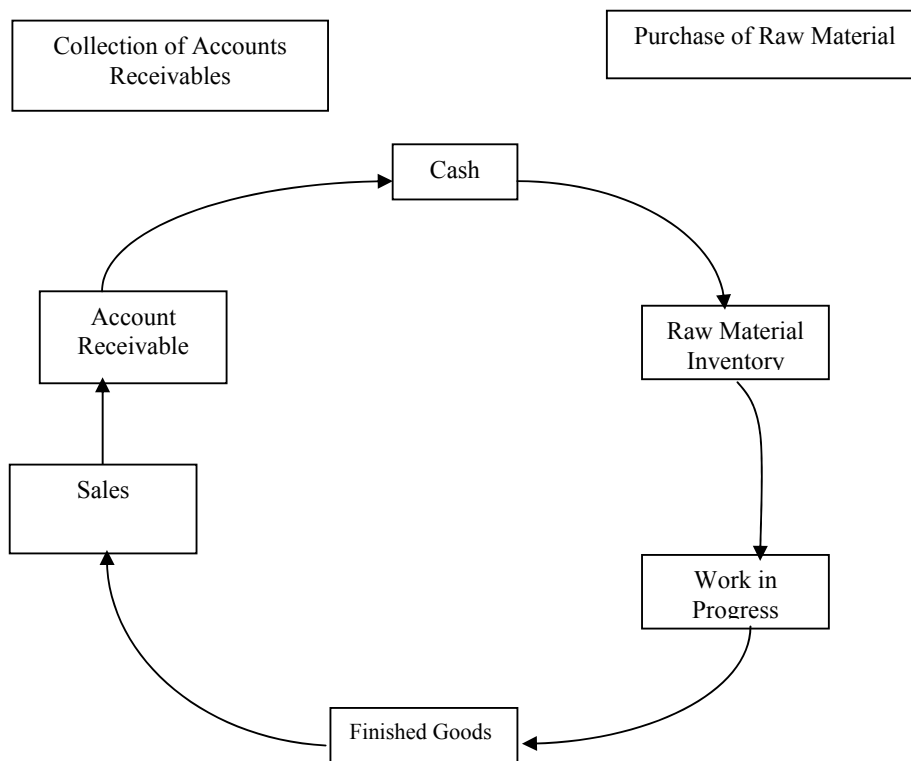 Collection of Accounts
Receivables
Purchase of Raw Material
Cash
Account
Receivable
Raw Material
Inventory
Sales
Work in
Progress
Finished Goods